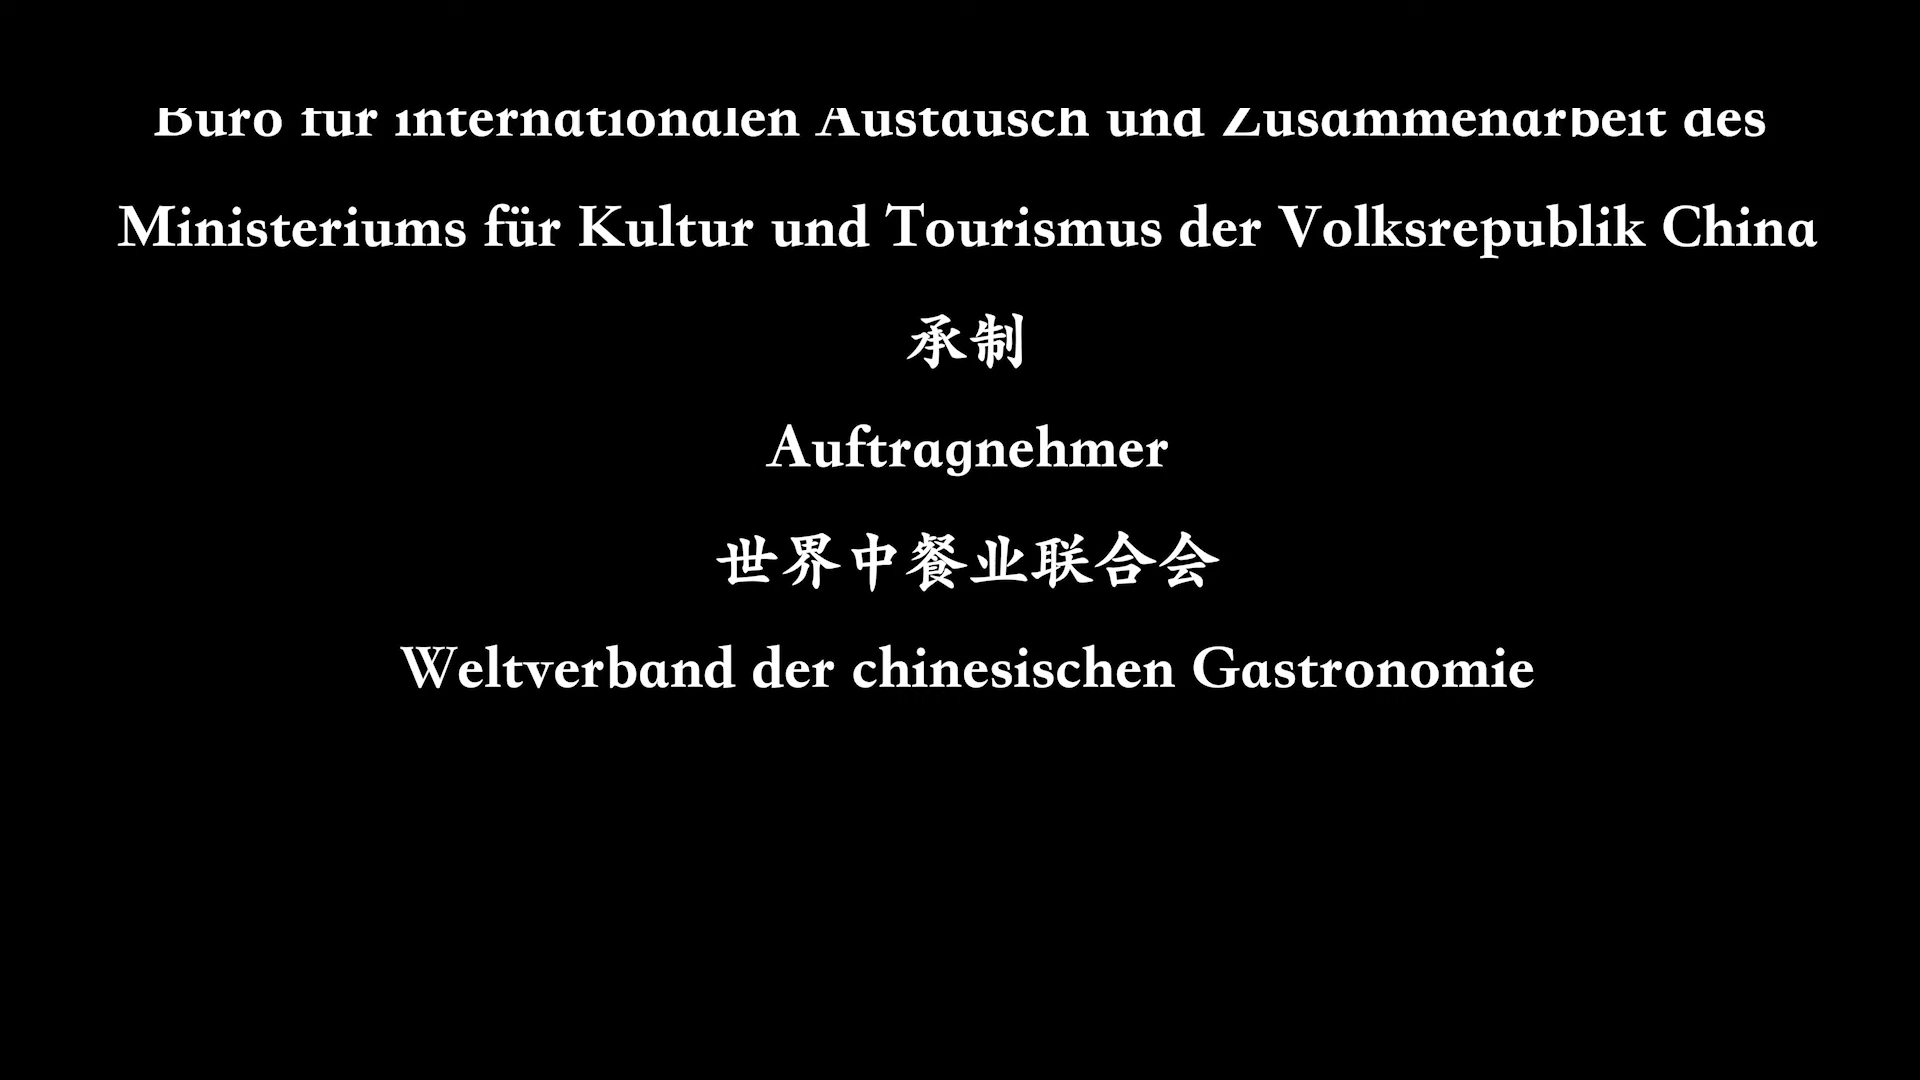 Büro für internationalen Austausch und Zusammenarbeit des
Ministeriums für Kultur und Tourismus der Volksrepublik China
承制
Auftragnehmer
世界中餐业联合会
Weltverband der chinesischen Gastronomie